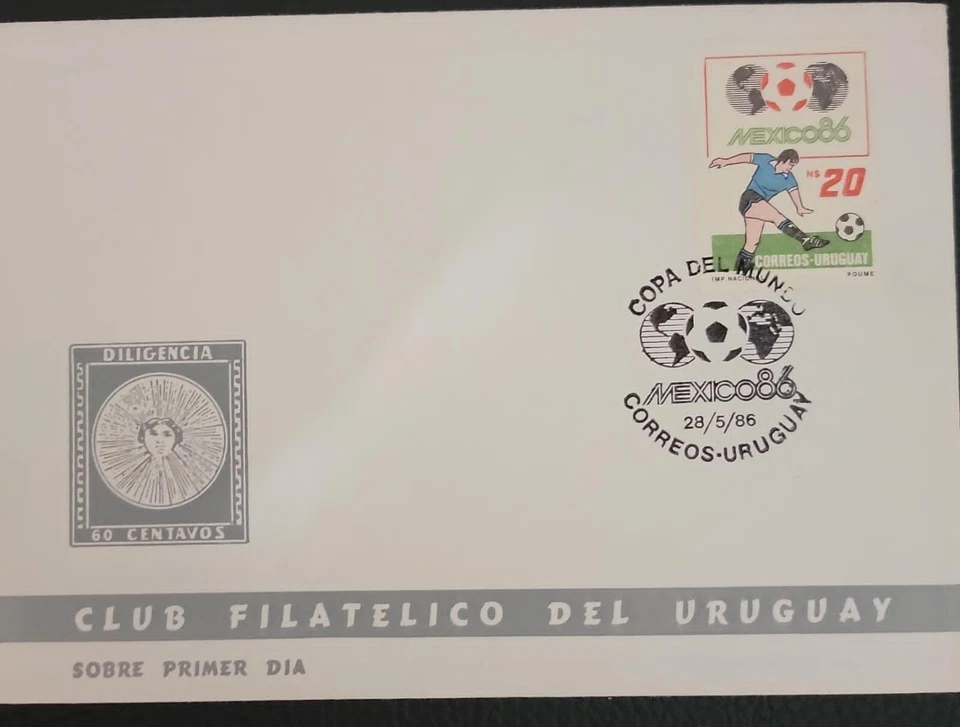 MEXICO86
N$ 20
CORREOS-URUGUAY
IMP. NACIONAL
POUME
COPA DEL MUNDO
MEXICO86
28/5/86
CORREOS-URUGUAY
DILIGENCIA
60 CENTAVOS
CLUB FILATELICO DEL URUGUAY
SOBRE PRIMER DIA